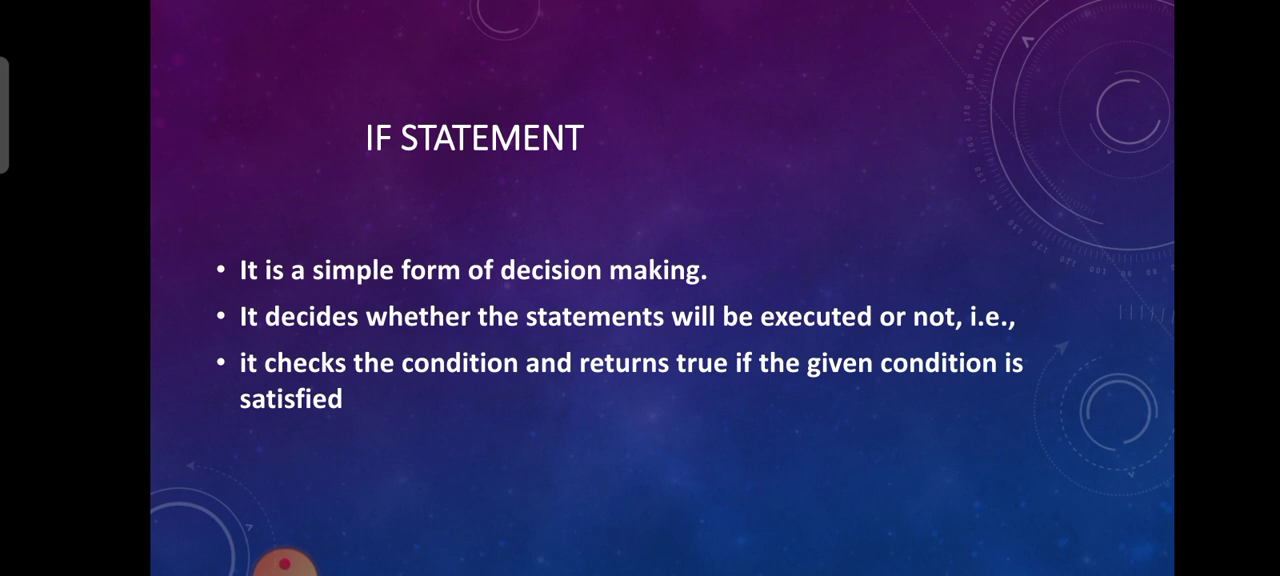 IF STATEMENT
• It is a simple form of decision making.
• It decides whether the statements will be executed or not, i.e.,
• it checks the condition and returns true if the given condition is
satisfied